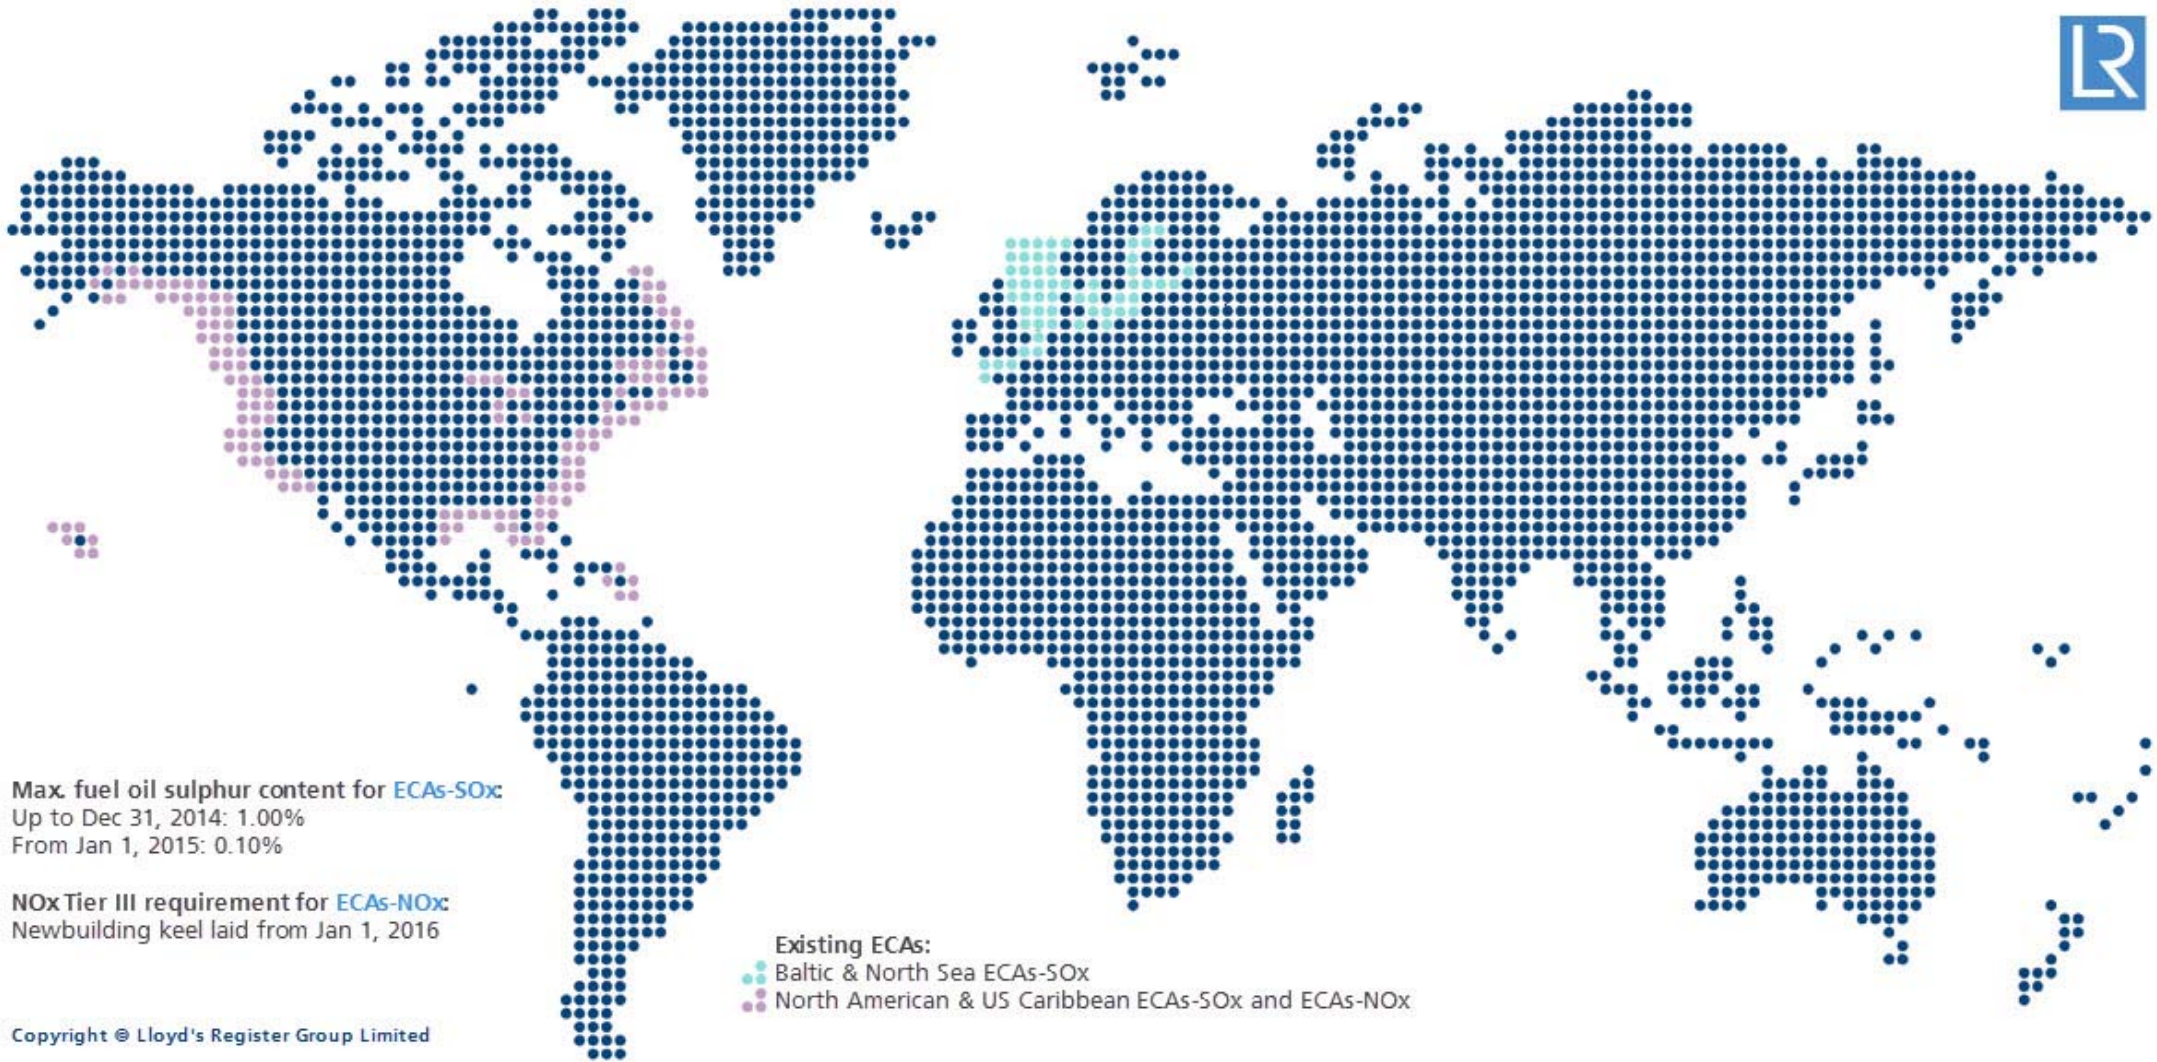 LR
Max. fuel oil sulphur content for ECAs-SOx:
Up to Dec 31, 2014: 1.00%
From Jan 1, 2015: 0.10%
NOx Tier III requirement for ECAs-NOx:
Newbuilding keel laid from Jan 1, 2016
Existing ECAs:
Baltic & North Sea ECAs-SOx
North American & US Caribbean ECAs-SOx and ECAs-NOx
Copyright © Lloyd's Register Group Limited